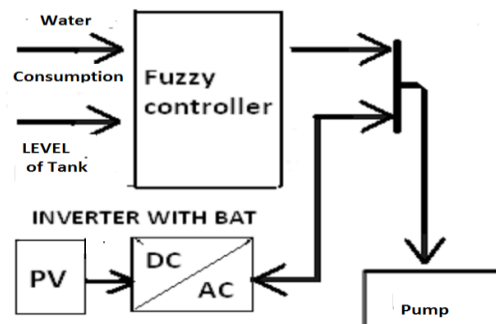 Water
Consumption
Fuzzy
controller
LEVEL
of Tank
INVERTER WITH BAT
PV
DC
AC
Pump